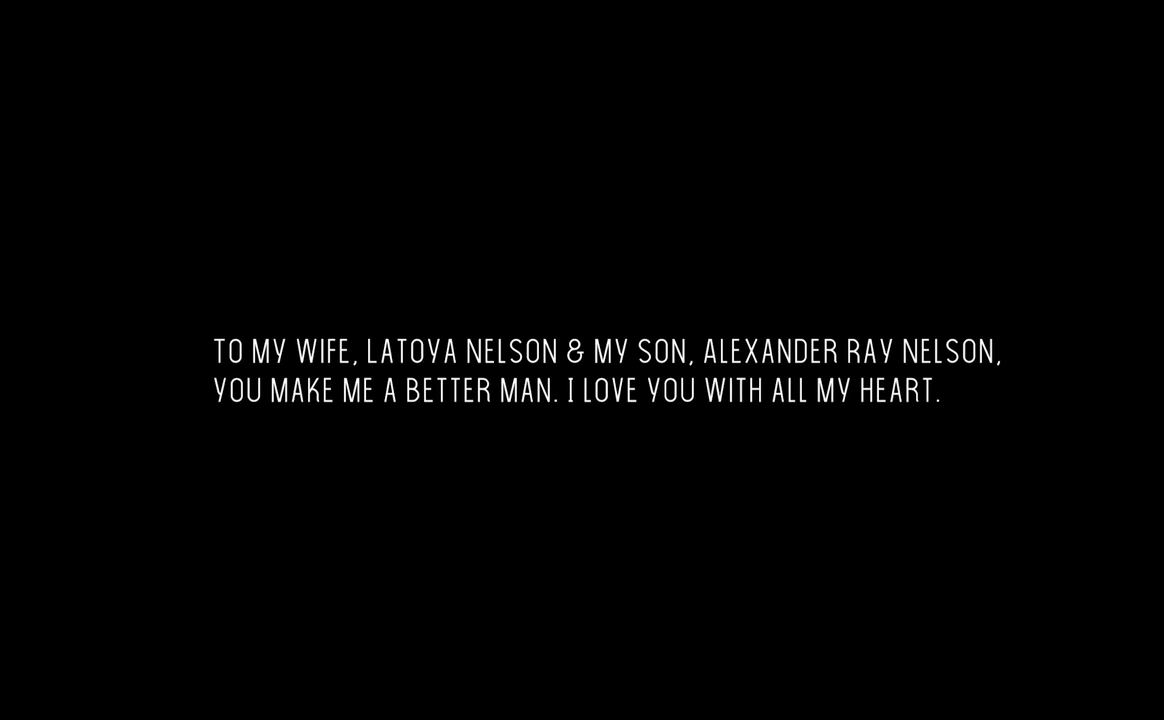 TO MY WIFE, LATOYA NELSON & MY SON, ALEXANDER RAY NELSON,
YOU MAKE ME A BETTER MAN. I LOVE YOU WITH ALL MY HEART.